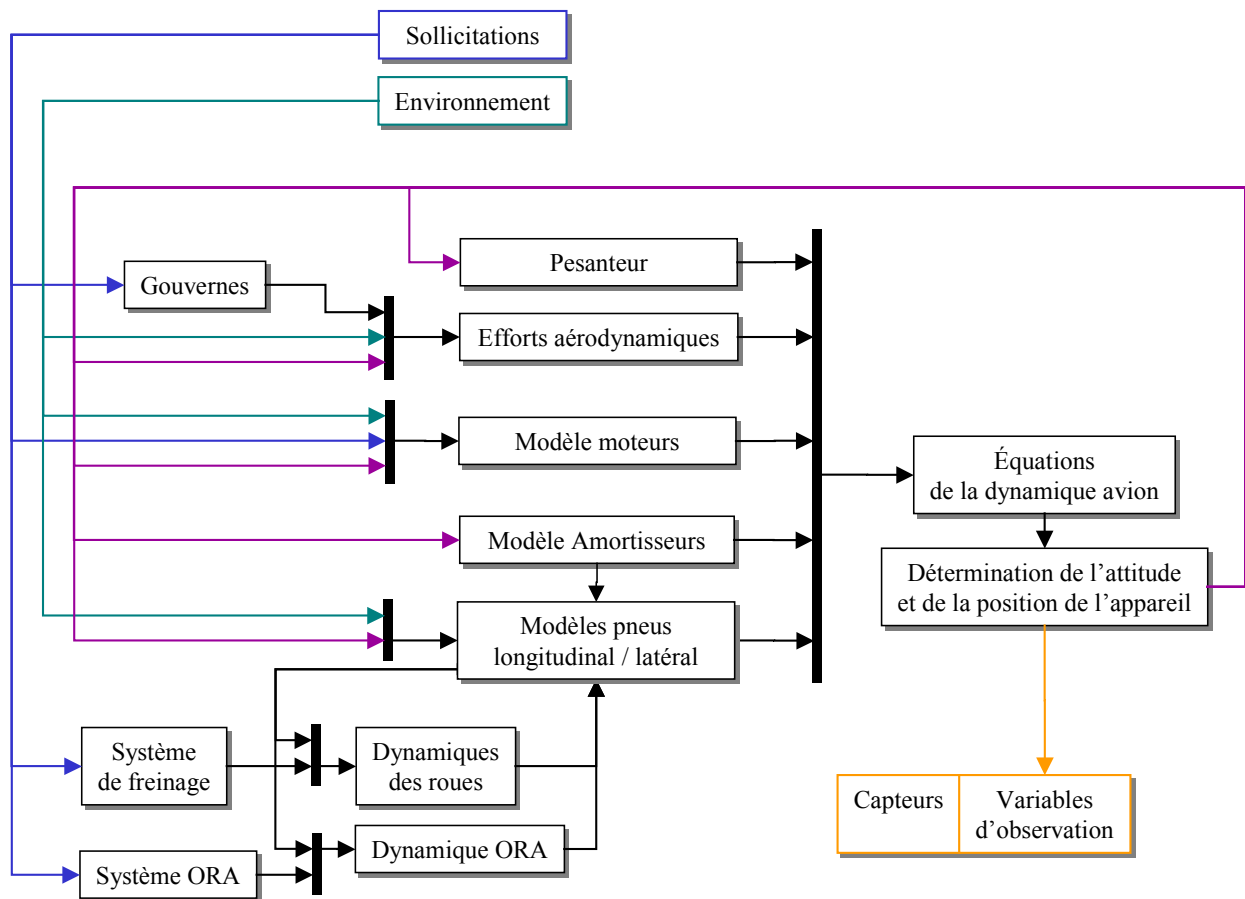 Sollicitations
Environnement
Pesanteur
Gouvernes
Efforts aérodynamiques
Modèle moteurs
Équations
de la dynamique avion
Modèle Amortisseurs
Détermination de l’attitude
et de la position de l’appareil
Modèles pneus
longitudinal / latéral
Système
de freinage
Dynamiques
des roues
Capteurs
Variables
d’observation
Dynamique ORA
Système ORA